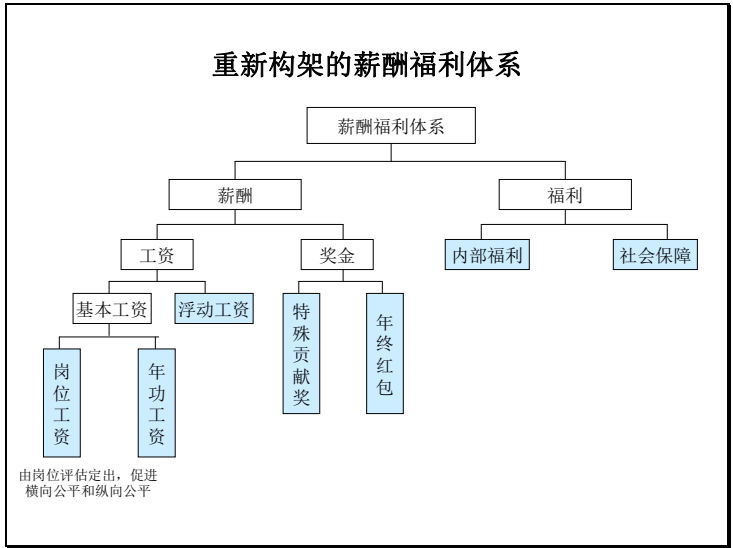 重新构架的薪酬福利体系
薪酬福利体系
薪酬
福利
工资
奖金
内部福利
社会保障
基本工资
浮动工资
特殊贡献奖
年终红包
岗位工资
年功工资
由岗位评估定出，促进
横向公平和纵向公平